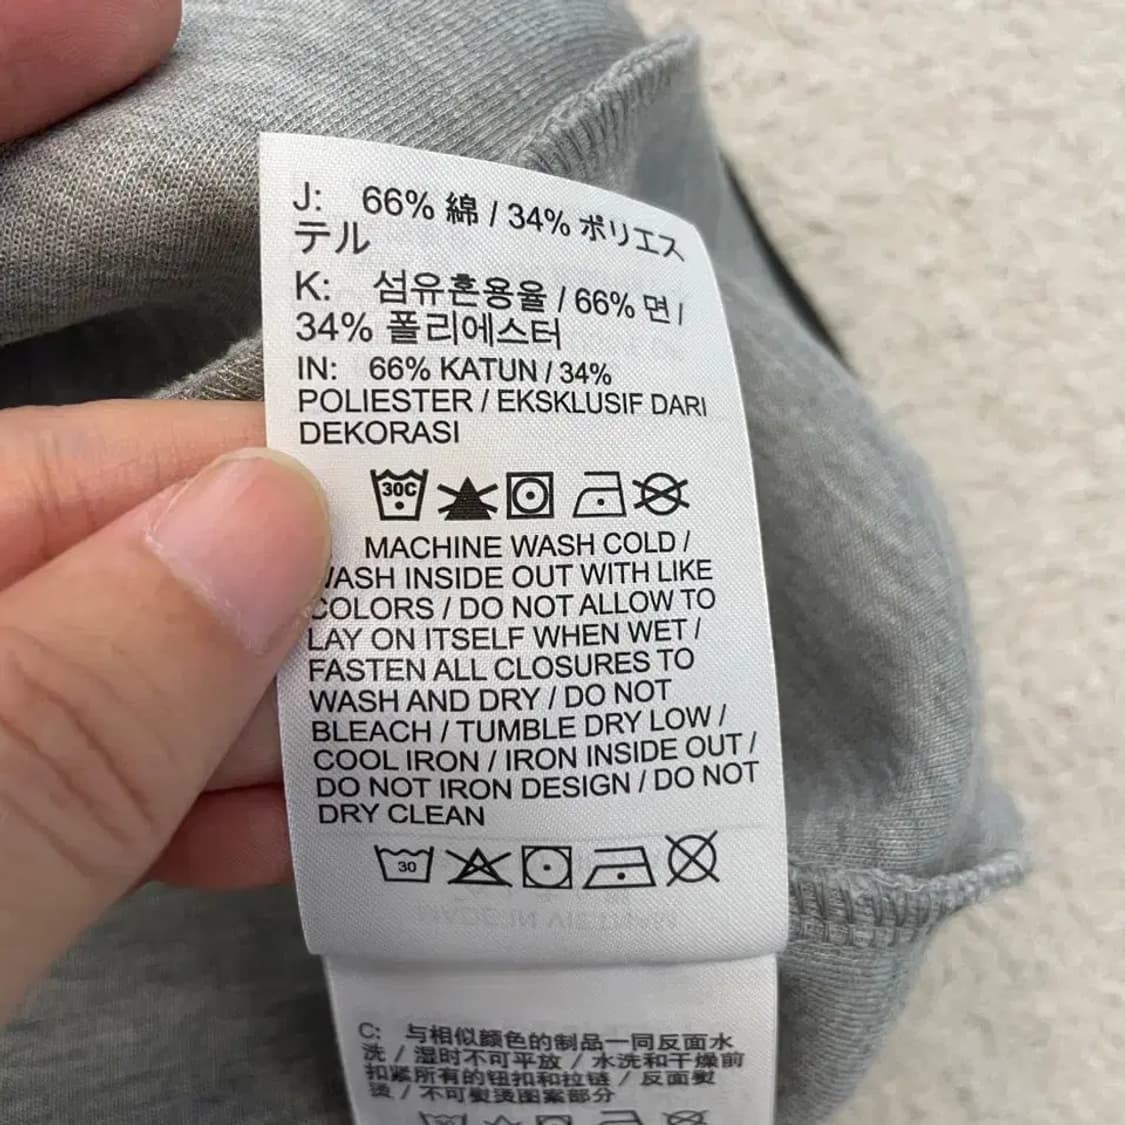 J: 66% 綿 / 34% ポリエス
テル
K: 섬유혼용율 / 66% 면 /
34% 폴리에스터
IN: 66% KATUN / 34%
POLIESTER / EKSKLUSIF DARI
DEKORASI
30C
MACHINE WASH COLD /
WASH INSIDE OUT WITH LIKE
COLORS / DO NOT ALLOW TO
LAY ON ITSELF WHEN WET /
FASTEN ALL CLOSURES TO
WASH AND DRY / DO NOT
BLEACH / TUMBLE DRY LOW /
COOL IRON / IRON INSIDE OUT /
DO NOT IRON DESIGN / DO NOT
DRY CLEAN
30
C: 与相似颜色的制品一同反面水
洗 / 湿时不可平放 / 水洗和干燥前
扣紧所有的钮扣和拉链 / 反面熨
烫 / 不可熨烫图案部分